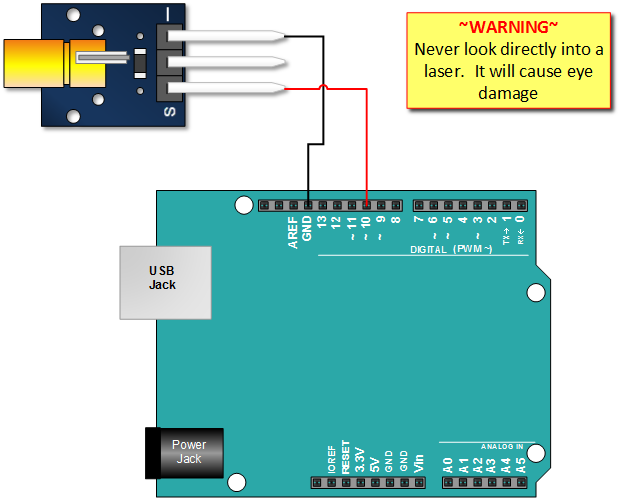 ~WARNING~
Never look directly into a
laser.  It will cause eye
damage
–
S
AREF
GND
13
12
~ 11
~ 10
~ 9
8
7
~ 6
~ 5
4
~ 3
2
TX→ 1
RX← 0
DIGITAL (PWM ~)
USB
Jack
Power
Jack
IOREF
RESET
3.3V
5V
GND
GND
Vin
ANALOG IN
A0
A1
A2
A3
A4
A5